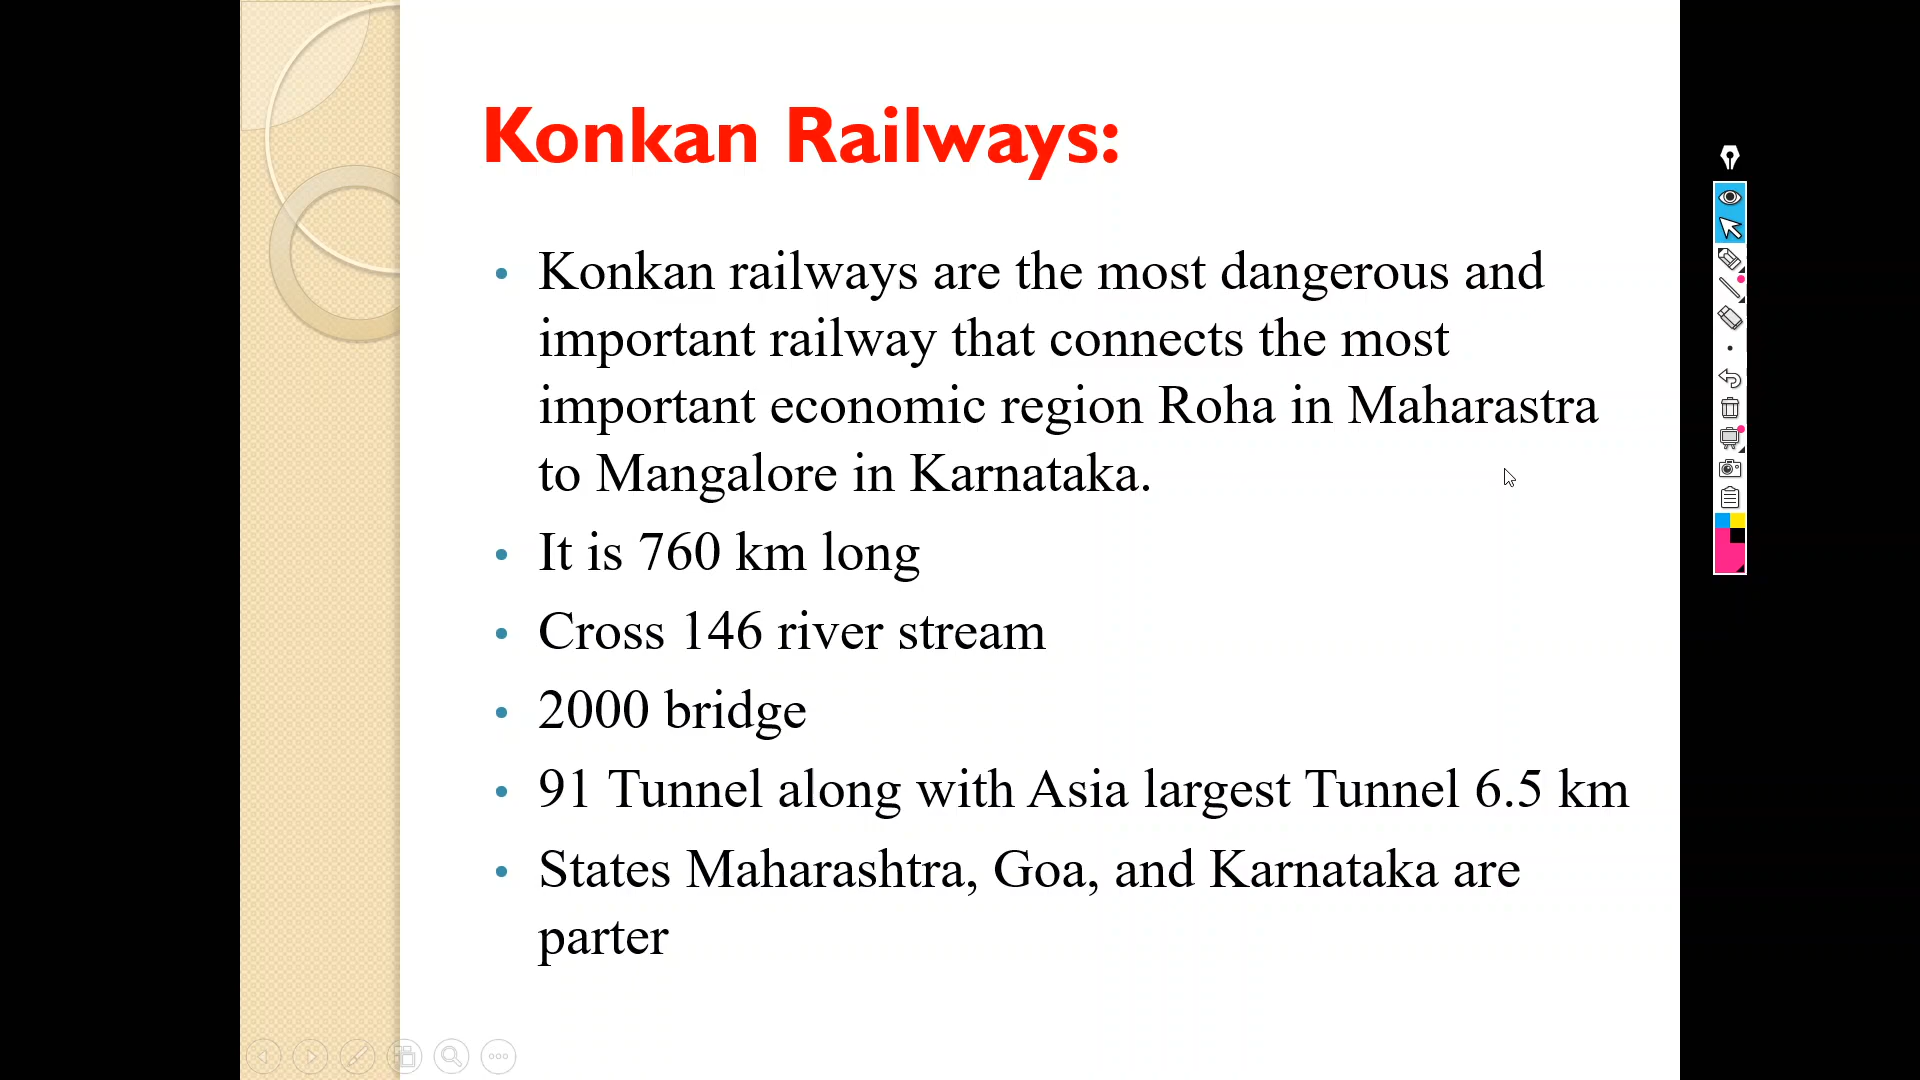 Konkan Railways:
• Konkan railways are the most dangerous and
important railway that connects the most
important economic region Roha in Maharastra
to Mangalore in Karnataka.
• It is 760 km long
• Cross 146 river stream
• 2000 bridge
• 91 Tunnel along with Asia largest Tunnel 6.5 km
• States Maharashtra, Goa, and Karnataka are
parter